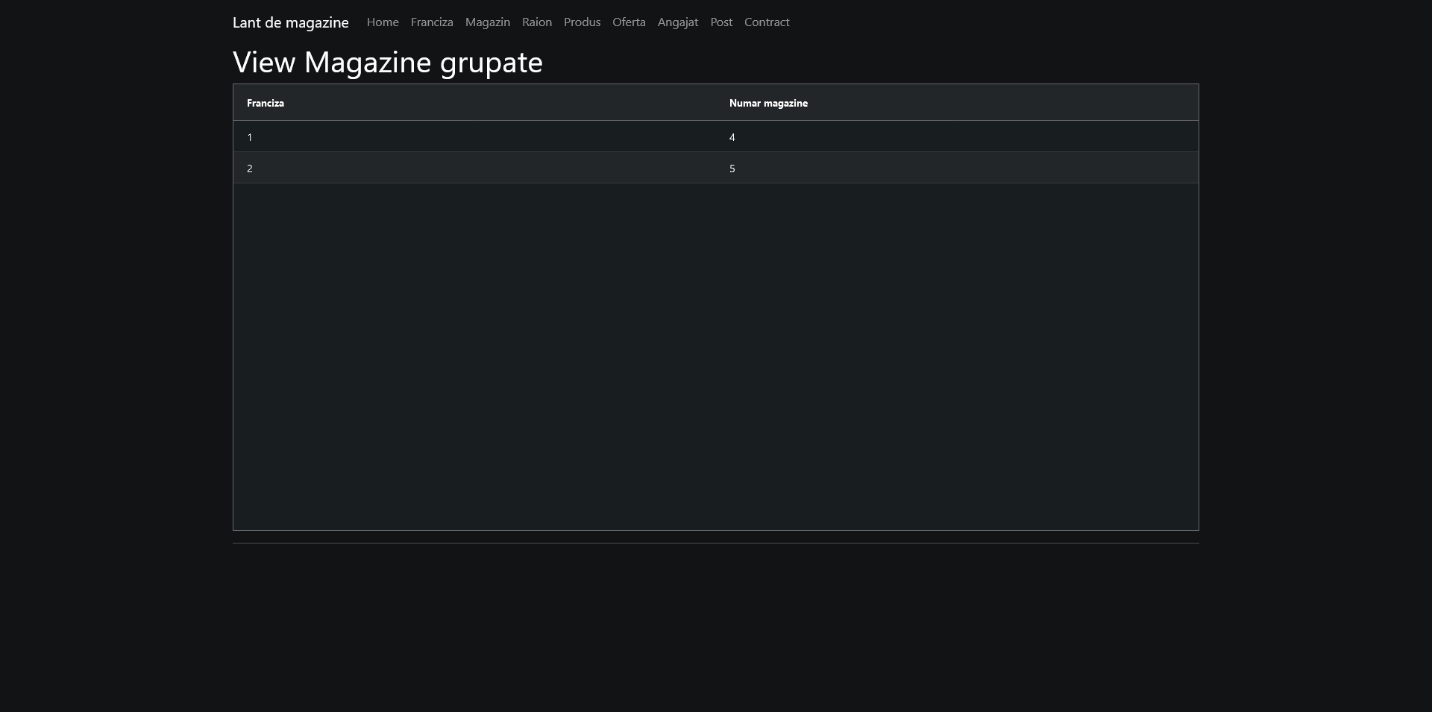 Lant de magazine Home Franciza Magazin Raion Produs Oferta Angajat Post Contract
View Magazine grupate
Franciza Numar magazine
1 4
2 5